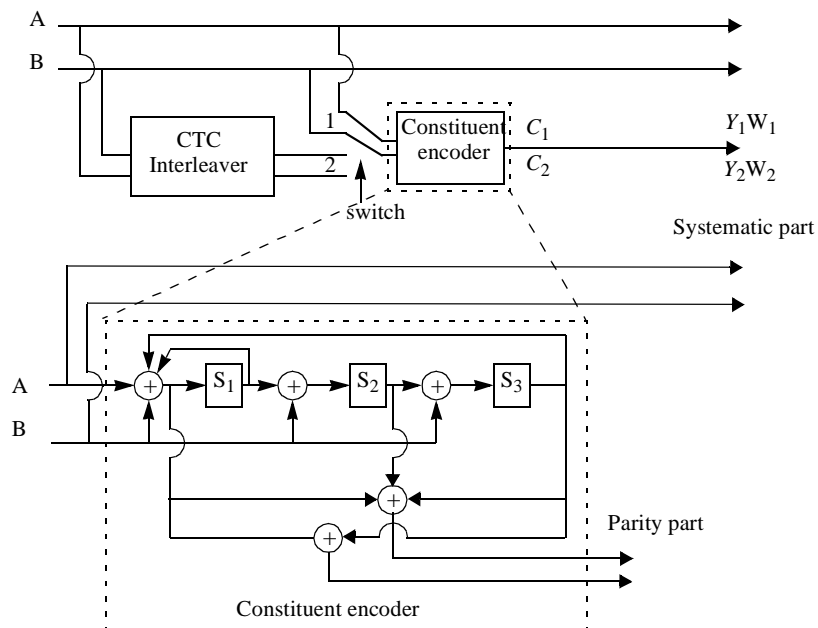 A
B
CTC
Interleaver
1
2
switch
Constituent
encoder
C₁
C₂
Y₁W₁
Y₂W₂
Systematic part
A
B
+
S₁
+
S₂
+
S₃
+
+
Parity part
Constituent encoder